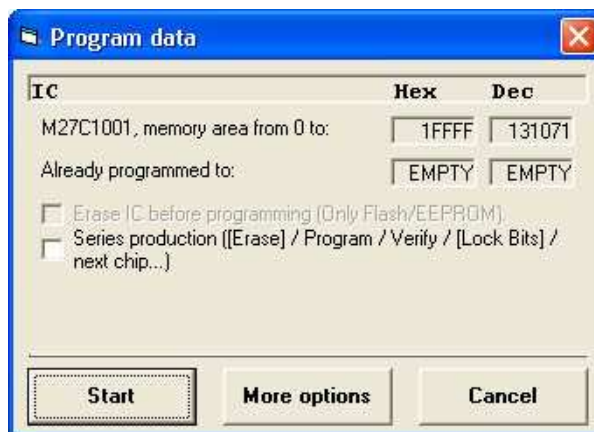 Program data
IC Hex Dec
M27C1001, memory area from 0 to: 1FFFF 131071
Already programmed to: EMPTY EMPTY
Erase IC before programming (Only Flash/EEPROM).
Series production ([Erase] / Program / Verify / [Lock Bits] /
next chip...)
Start More options Cancel